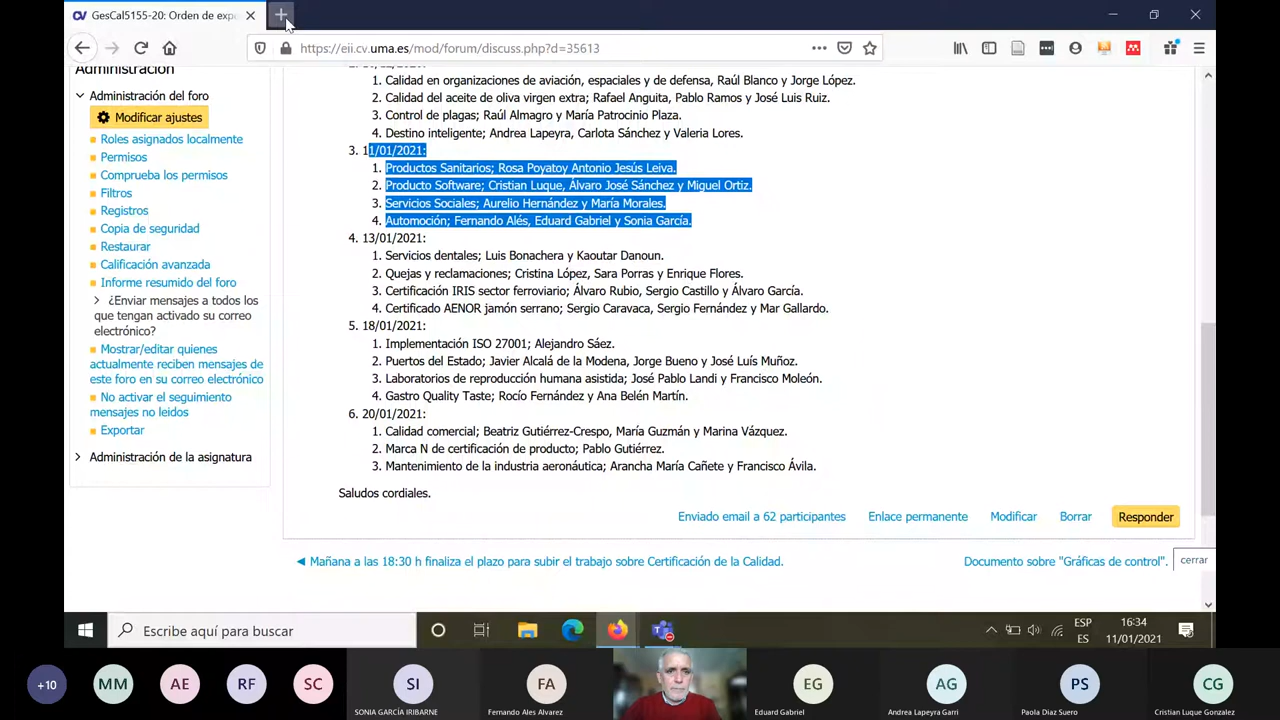 GesCal5155-20: Orden de expo
https://eii.cv.uma.es/mod/forum/discuss.php?d=35613
Administración
Administración del foro
Modificar ajustes
Roles asignados localmente
Permisos
Comprueba los permisos
Filtros
Registros
Copia de seguridad
Restaurar
Calificación avanzada
Informe resumido del foro
¿Enviar mensajes a todos los
que tengan activado su correo
electrónico?
Mostrar/editar quienes
actualmente reciben mensajes de
este foro en su correo electrónico
No activar el seguimiento
mensajes no leidos
Exportar
Administración de la asignatura
1. Calidad en organizaciones de aviación, espaciales y de defensa, Raúl Blanco y Jorge López.
2. Calidad del aceite de oliva virgen extra; Rafael Anguita, Pablo Ramos y José Luis Ruiz.
3. Control de plagas; Raúl Almagro y María Patrocinio Plaza.
4. Destino inteligente; Andrea Lapeyra, Carlota Sánchez y Valeria Lores.
3. 11/01/2021:
1. Productos Sanitarios; Rosa Poyatoy Antonio Jesús Leiva.
2. Producto Software; Cristian Luque, Álvaro José Sánchez y Miguel Ortiz.
3. Servicios Sociales; Aurelio Hernández y María Morales.
4. Automoción; Fernando Alés, Eduard Gabriel y Sonia García.
4. 13/01/2021:
1. Servicios dentales; Luis Bonachera y Kaoutar Danoun.
2. Quejas y reclamaciones; Cristina López, Sara Porras y Enrique Flores.
3. Certificación IRIS sector ferroviario; Álvaro Rubio, Sergio Castillo y Álvaro García.
4. Certificado AENOR jamón serrano; Sergio Caravaca, Sergio Fernández y Mar Gallardo.
5. 18/01/2021:
1. Implementación ISO 27001; Alejandro Sáez.
2. Puertos del Estado; Javier Alcalá de la Modena, Jorge Bueno y José Luís Muñoz.
3. Laboratorios de reproducción humana asistida; José Pablo Landi y Francisco Moleón.
4. Gastro Quality Taste; Rocío Fernández y Ana Belén Martín.
6. 20/01/2021:
1. Calidad comercial; Beatriz Gutiérrez-Crespo, María Guzmán y Marina Vázquez.
2. Marca N de certificación de producto; Pablo Gutiérrez.
3. Mantenimiento de la industria aeronáutica; Arancha María Cañete y Francisco Ávila.
Saludos cordiales.
Enviado email a 62 participantes
Enlace permanente
Modificar
Borrar
Responder
◄ Mañana a las 18:30 h finaliza el plazo para subir el trabajo sobre Certificación de la Calidad.
Documento sobre "Gráficas de control".
cerrar
Escribe aquí para buscar
ESP
ES
16:34
11/01/2021
+10
MM
AE
RF
SC
SI
SONIA GARCÍA IRIBARNE
FA
Fernando Ales Alvarez
EG
Eduard Gabriel
AG
Andrea Lapeyra Garri
PS
Paola Diaz Suero
CG
Cristian Luque Gonzalez